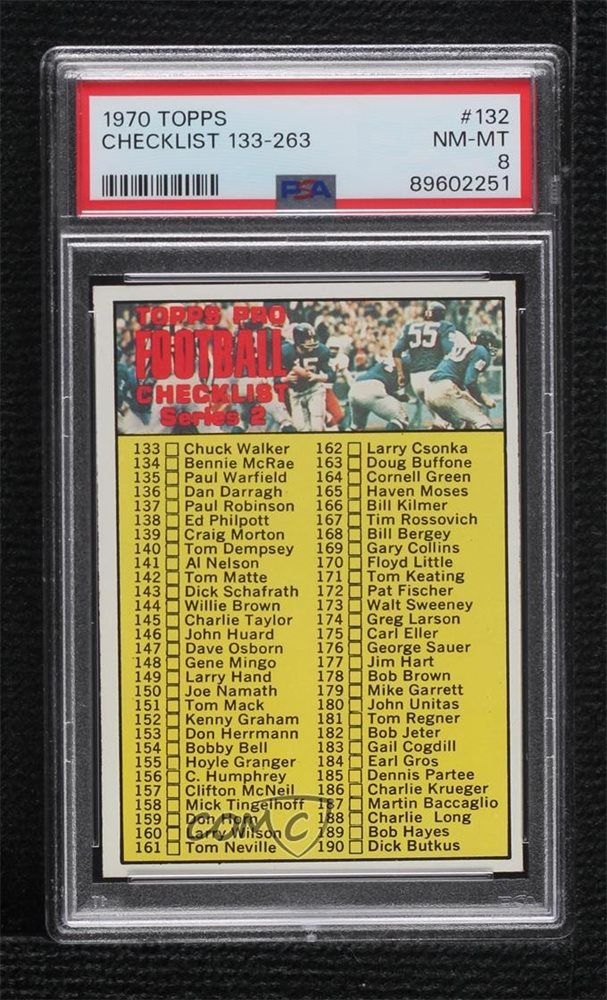 1970 TOPPS #132
CHECKLIST 133-263 NM-MT
8
PSA 89602251
TOPPS PRO
FOOTBALL
CHECKLIST
Series 2
55
15
133 Chuck Walker
134 Bennie McRae
135 Paul Warfield
136 Dan Darragh
137 Paul Robinson
138 Ed Philpott
139 Craig Morton
140 Tom Dempsey
141 Al Nelson
142 Tom Matte
143 Dick Schafrath
144 Willie Brown
145 Charlie Taylor
146 John Huard
147 Dave Osborn
148 Gene Mingo
149 Larry Hand
150 Joe Namath
151 Tom Mack
152 Kenny Graham
153 Don Herrmann
154 Bobby Bell
155 Hoyle Granger
156 C. Humphrey
157 Clifton McNeil
158 Mick Tingelhoff
159 Don Horn
160 Larry Wilson
161 Tom Neville
162 Larry Csonka
163 Doug Buffone
164 Cornell Green
165 Haven Moses
166 Bill Kilmer
167 Tim Rossovich
168 Bill Bergey
169 Gary Collins
170 Floyd Little
171 Tom Keating
172 Pat Fischer
173 Walt Sweeney
174 Greg Larson
175 Carl Eller
176 George Sauer
177 Jim Hart
178 Bob Brown
179 Mike Garrett
180 John Unitas
181 Tom Regner
182 Bob Jeter
183 Gail Cogdill
184 Earl Gros
185 Dennis Partee
186 Charlie Krueger
187 Martin Baccaglio
188 Charlie Long
189 Bob Hayes
190 Dick Butkus
COMC